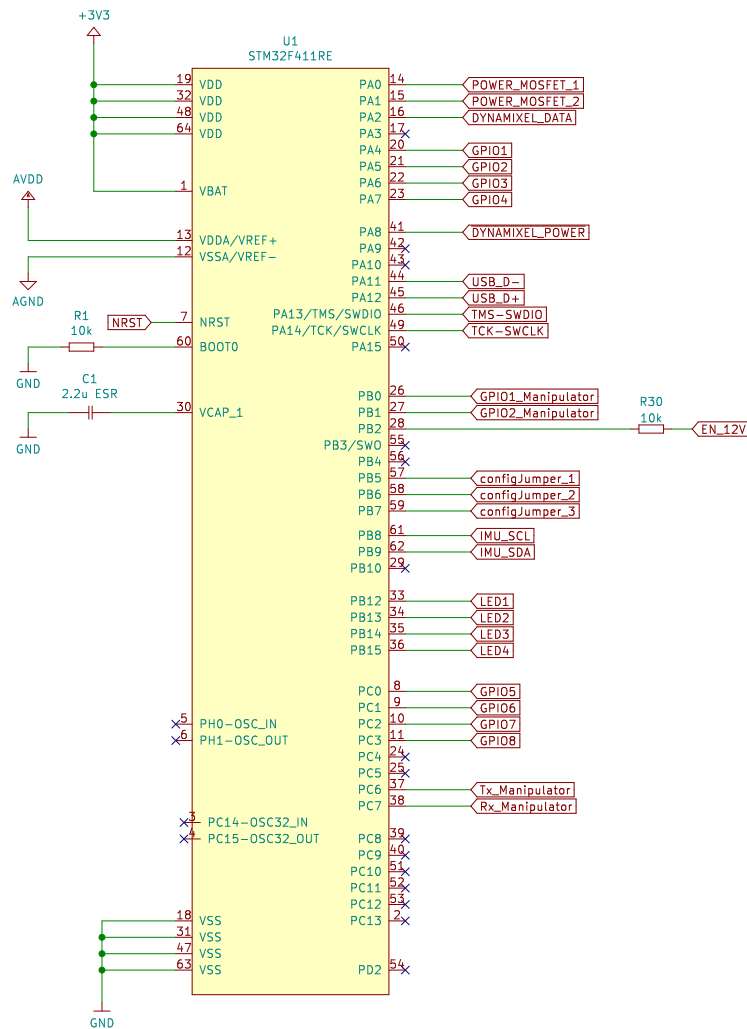 +3V3
U1
STM32F411RE
19 VDD
32 VDD
48 VDD
64 VDD
1 VBAT
AVDD
13 VDDA/VREF+
12 VSSA/VREF-
AGND
NRST 7 NRST
R1
10k
60 BOOT0
GND
C1
2.2u ESR
30 VCAP_1
GND
5 PH0-OSC_IN
6 PH1-OSC_OUT
3 PC14-OSC32_IN
4 PC15-OSC32_OUT
18 VSS
31 VSS
47 VSS
63 VSS
GND
PA0 14 POWER_MOSFET_1
PA1 15 POWER_MOSFET_2
PA2 16 DYNAMIXEL_DATA
PA3 17
PA4 20 GPIO1
PA5 21 GPIO2
PA6 22 GPIO3
PA7 23 GPIO4
PA8 41 DYNAMIXEL_POWER
PA9 42
PA10 43
PA11 44 USB_D-
PA12 45 USB_D+
PA13/TMS/SWDIO 46 TMS-SWDIO
PA14/TCK/SWCLK 49 TCK-SWCLK
PA15 50
PB0 26 GPIO1_Manipulator
PB1 27 GPIO2_Manipulator
R30
10k
PB2 28 EN_12V
PB3/SWO 55
PB4 56
PB5 57 configJumper_1
PB6 58 configJumper_2
PB7 59 configJumper_3
PB8 61 IMU_SCL
PB9 62 IMU_SDA
PB10 29
PB12 33 LED1
PB13 34 LED2
PB14 35 LED3
PB15 36 LED4
PC0 8 GPIO5
PC1 9 GPIO6
PC2 10 GPIO7
PC3 11 GPIO8
PC4 24
PC5 25
PC6 37 Tx_Manipulator
PC7 38 Rx_Manipulator
PC8 39
PC9 40
PC10 51
PC11 52
PC12 53
PC13 2
PD2 54